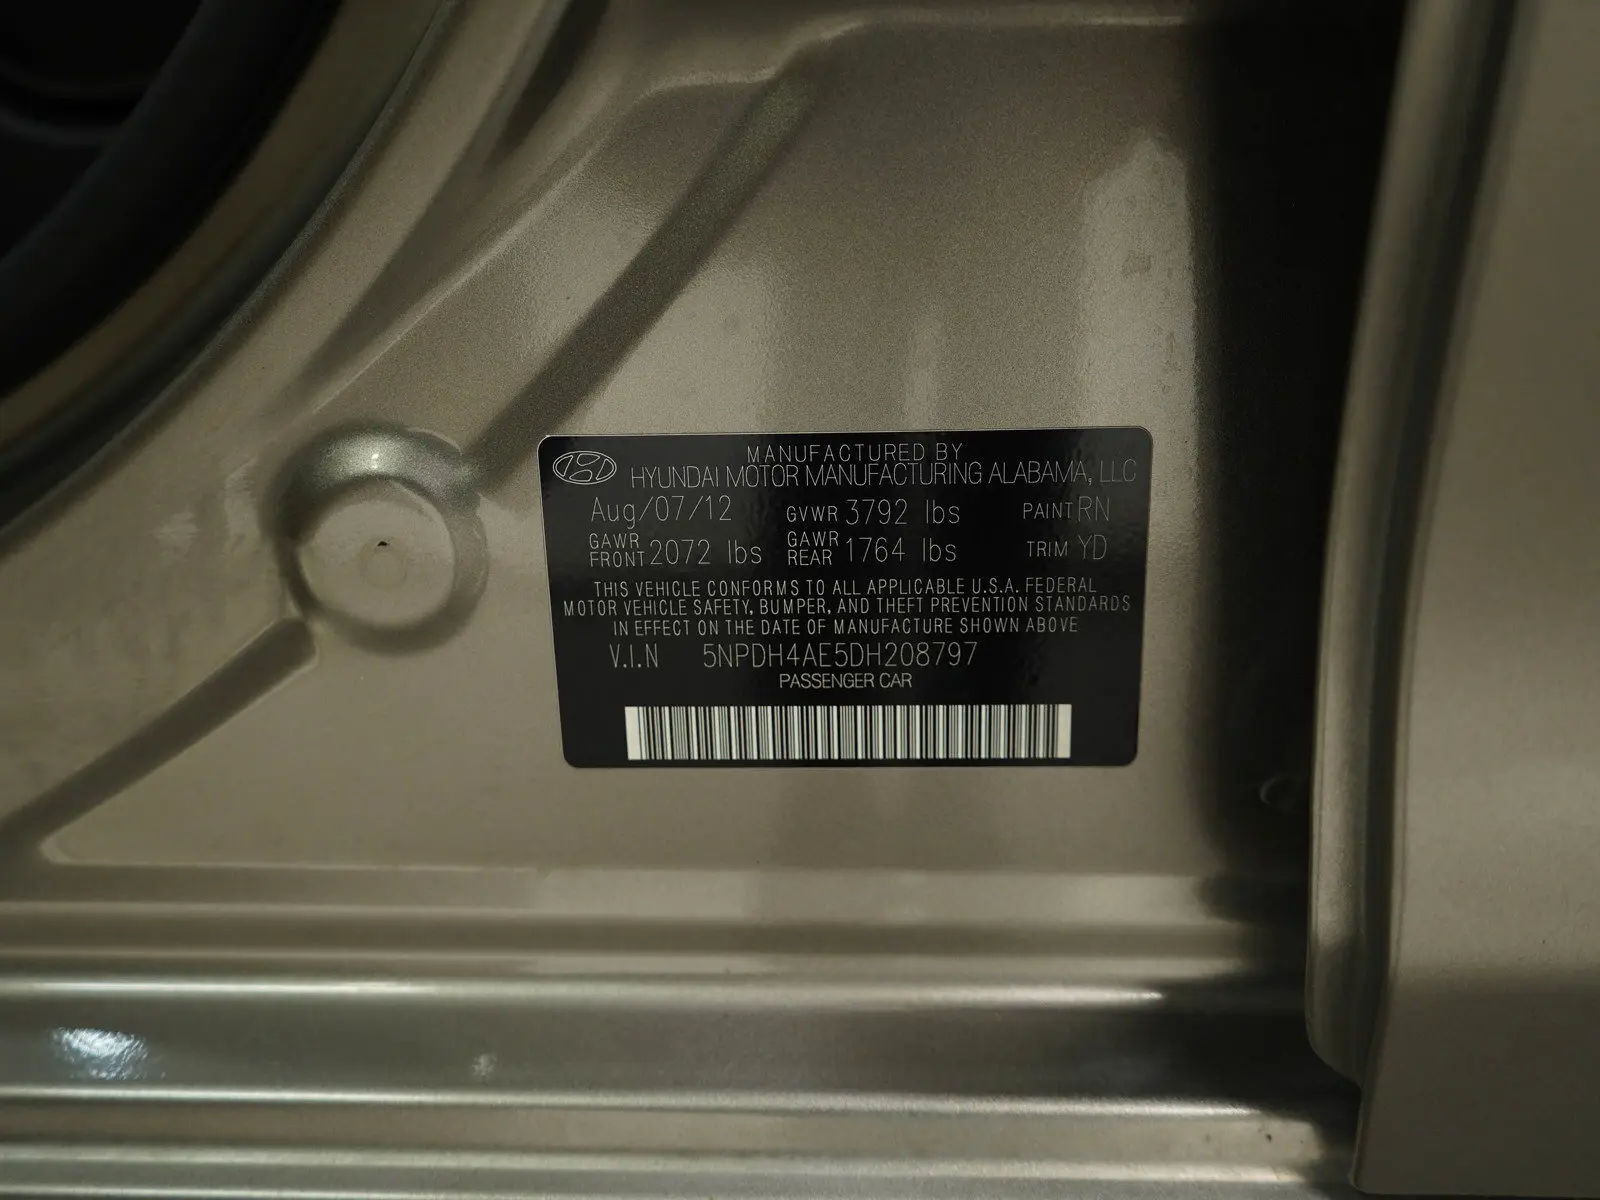 MANUFACTURED BY
HYUNDAI MOTOR MANUFACTURING ALABAMA, LLC
Aug/07/12 GVWR 3792 lbs PAINT RN
GAWR FRONT 2072 lbs GAWR REAR 1764 lbs TRIM YD
THIS VEHICLE CONFORMS TO ALL APPLICABLE U.S.A. FEDERAL
MOTOR VEHICLE SAFETY, BUMPER, AND THEFT PREVENTION STANDARDS
IN EFFECT ON THE DATE OF MANUFACTURE SHOWN ABOVE
V.I.N 5NPDH4AE5DH208797
PASSENGER CAR